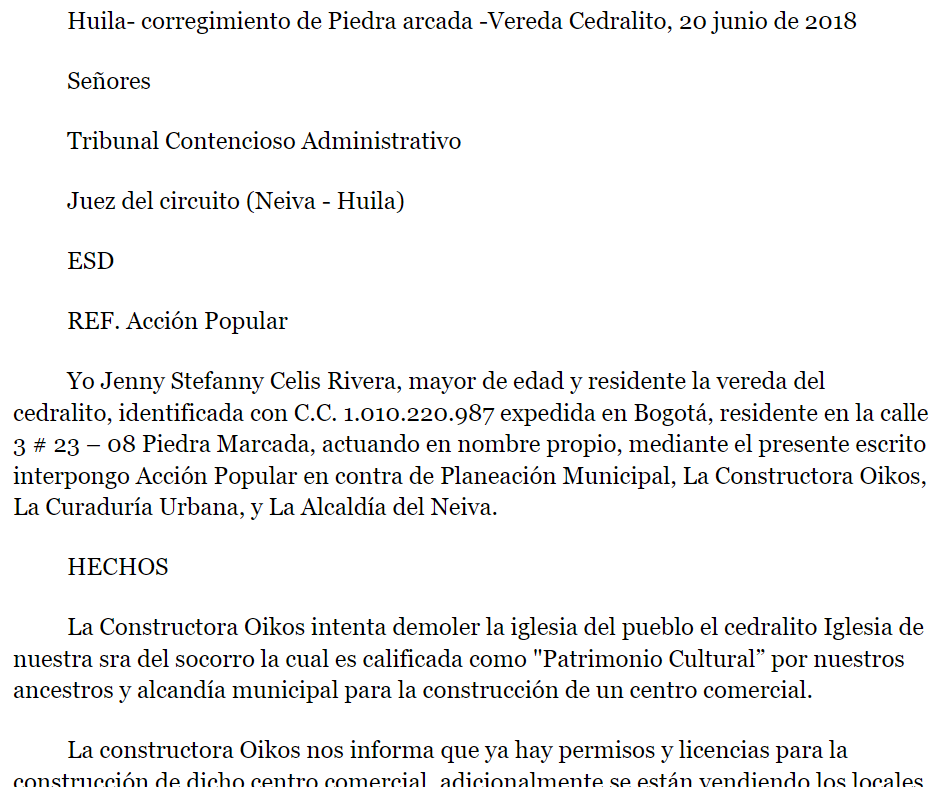 Huila- corregimiento de Piedra arcada -Vereda Cedralito, 20 junio de 2018
Señores
Tribunal Contencioso Administrativo
Juez del circuito (Neiva - Huila)
ESD
REF. Acción Popular
Yo Jenny Stefanny Celis Rivera, mayor de edad y residente la vereda del
cedralito, identificada con C.C. 1.010.220.987 expedida en Bogotá, residente en la calle
3 # 23 – 08 Piedra Marcada, actuando en nombre propio, mediante el presente escrito
interpongo Acción Popular en contra de Planeación Municipal, La Constructora Oikos,
La Curaduría Urbana, y La Alcaldía del Neiva.
HECHOS
La Constructora Oikos intenta demoler la iglesia del pueblo el cedralito Iglesia de
nuestra sra del socorro la cual es calificada como "Patrimonio Cultural” por nuestros
ancestros y alcandía municipal para la construcción de un centro comercial.
La constructora Oikos nos informa que ya hay permisos y licencias para la
construcción de dicho centro comercial, adicionalmente se están vendiendo los locales